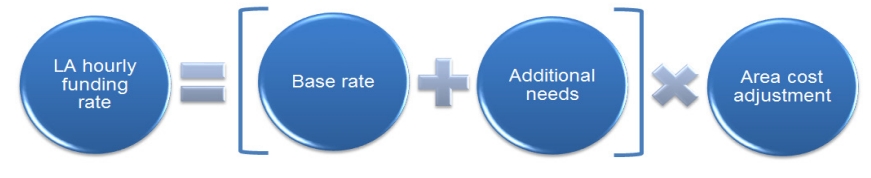 LA hourly
funding
rate
=
[
Base rate
+
Additional
needs
]
×
Area cost
adjustment